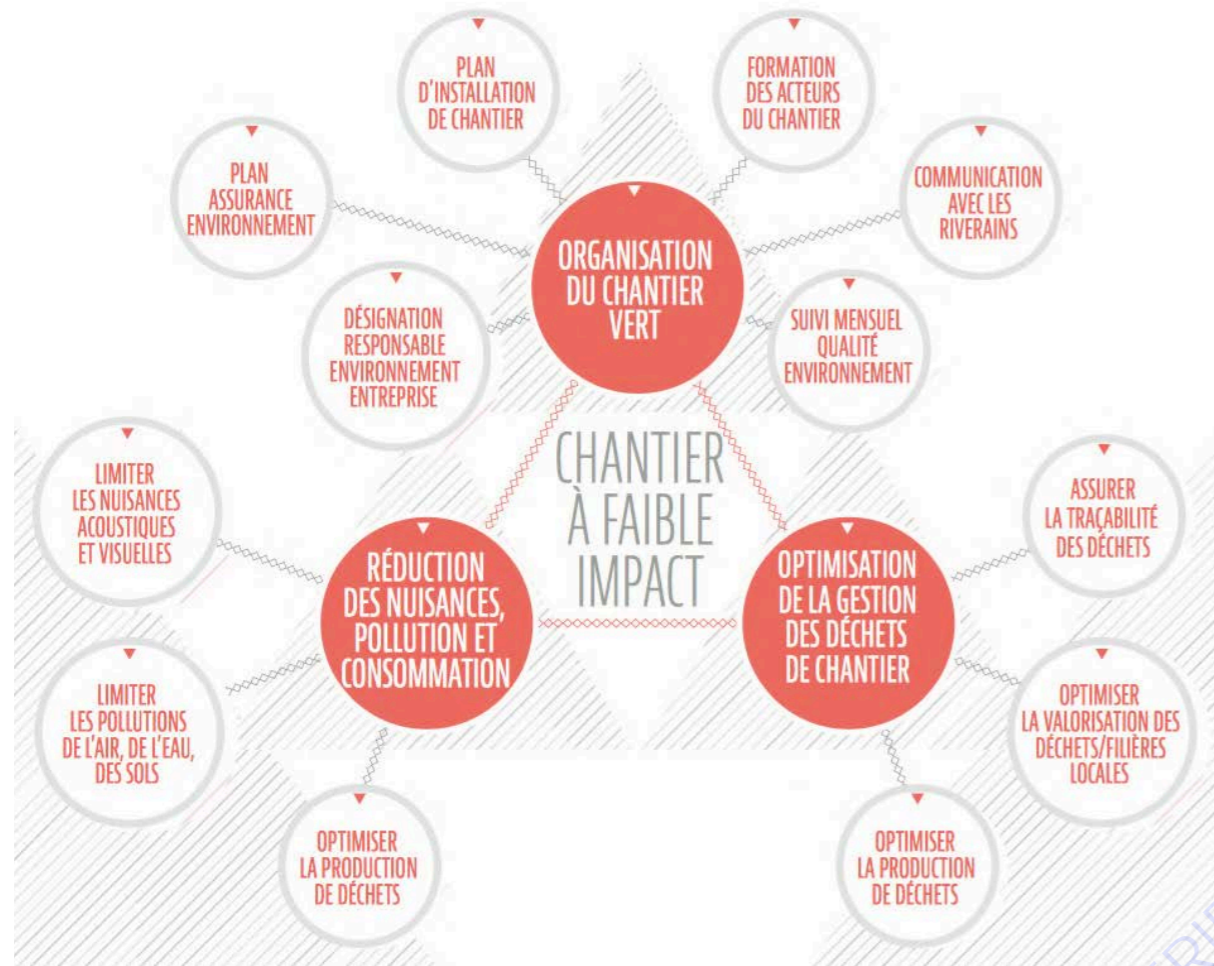 PLAN
D'INSTALLATION
DE CHANTIER
FORMATION
DES ACTEURS
DU CHANTIER
PLAN
ASSURANCE
ENVIRONNEMENT
COMMUNICATION
AVEC LES
RIVERAINS
ORGANISATION
DU CHANTIER
VERT
DÉSIGNATION
RESPONSABLE
ENVIRONNEMENT
ENTREPRISE
SUIVI MENSUEL
QUALITÉ
ENVIRONNEMENT
CHANTIER
À FAIBLE
IMPACT
LIMITER
LES NUISANCES
ACOUSTIQUES
ET VISUELLES
ASSURER
LA TRAÇABILITÉ
DES DÉCHETS
RÉDUCTION
DES NUISANCES,
POLLUTION ET
CONSOMMATION
OPTIMISATION
DE LA GESTION
DES DÉCHETS
DE CHANTIER
LIMITER
LES POLLUTIONS
DE L'AIR, DE L'EAU,
DES SOLS
OPTIMISER
LA VALORISATION DES
DÉCHETS/FILIÈRES
LOCALES
OPTIMISER
LA PRODUCTION
DE DÉCHETS
OPTIMISER
LA PRODUCTION
DE DÉCHETS